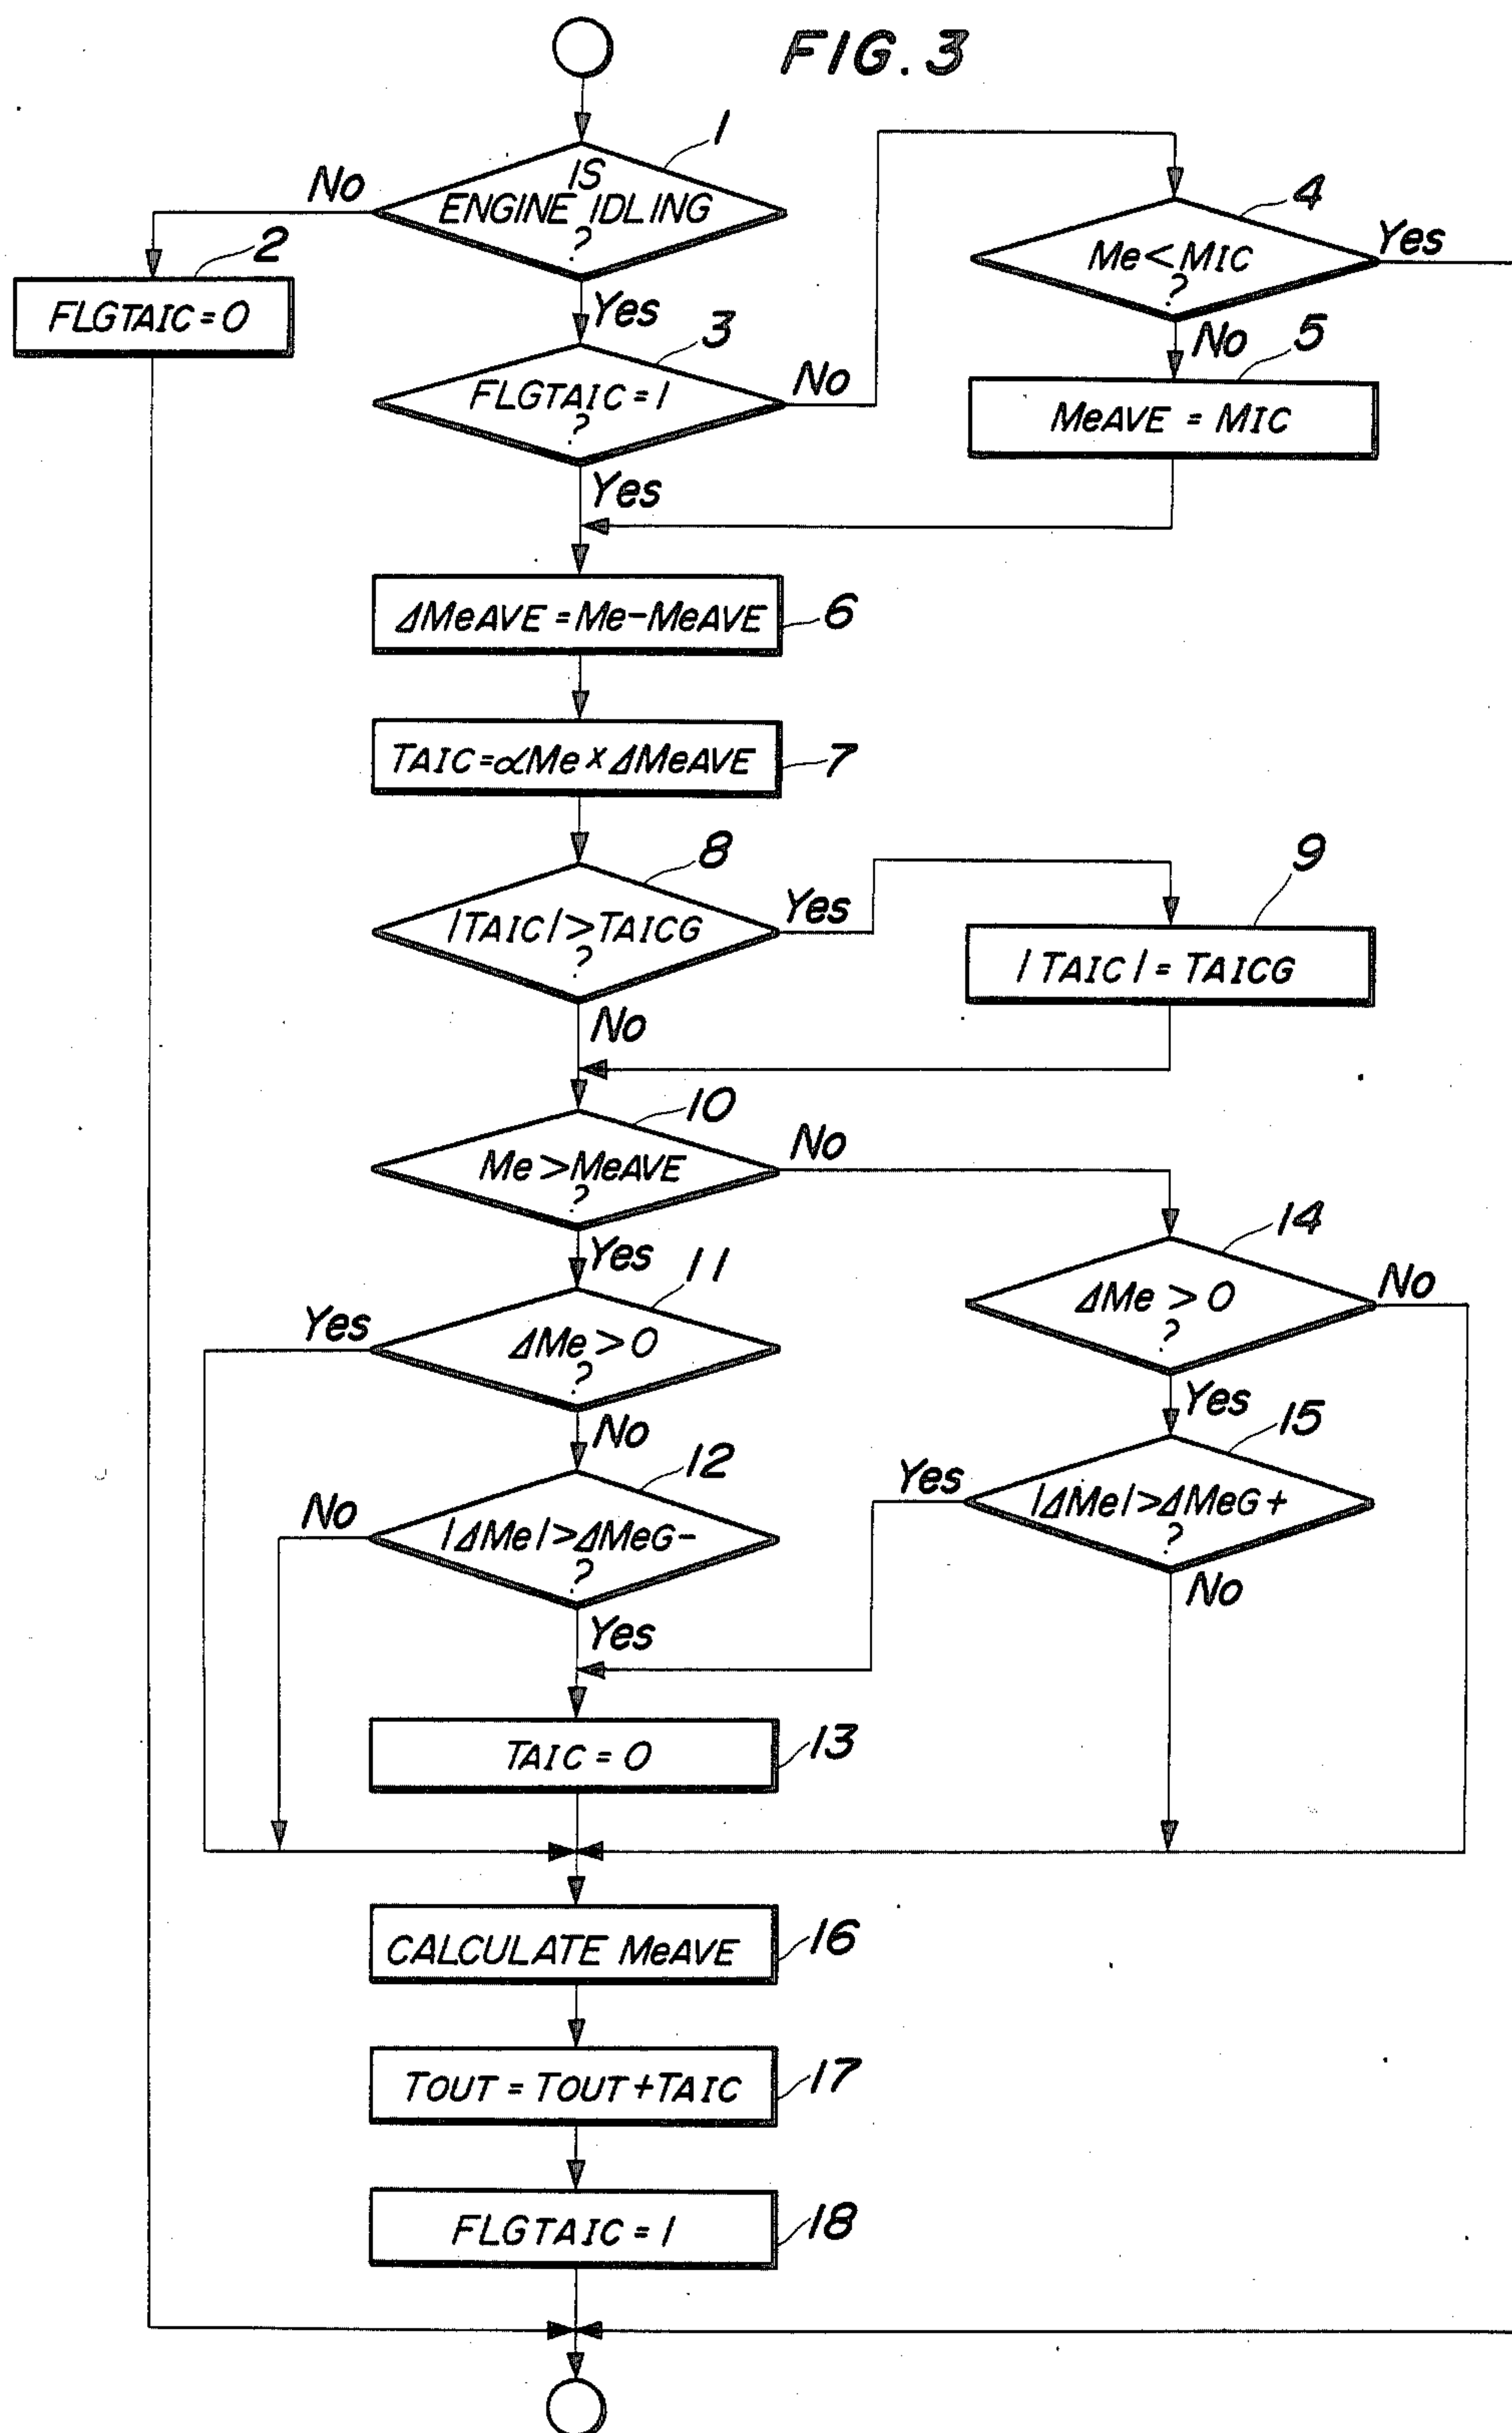 FIG. 3
1
IS
ENGINE IDLING
?
No
Yes
2
FLGTAIC = 0
3
FLGTAIC = 1
?
No
Yes
4
Me < MIC
?
Yes
No
5
MeAVE = MIC
6
ΔMeAVE = Me - MeAVE
7
TAIC = αMe × ΔMeAVE
8
|TAIC| > TAICG
?
Yes
No
9
|TAIC| = TAICG
10
Me > MeAVE
?
No
Yes
11
ΔMe > 0
?
Yes
No
12
|ΔMe| > ΔMeG-
?
No
Yes
14
ΔMe > 0
?
No
Yes
15
|ΔMe| > ΔMeG+
?
Yes
No
13
TAIC = 0
16
CALCULATE MeAVE
17
TOUT = TOUT + TAIC
18
FLGTAIC = 1